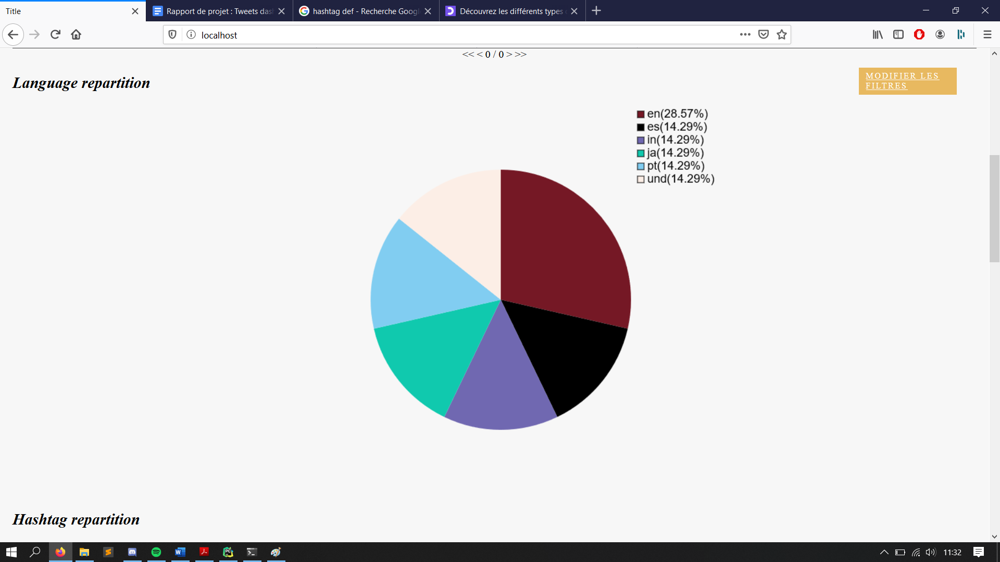 Title
Rapport de projet : Tweets das
hashtag def - Recherche Googl
Découvrez les différents types
localhost
<< < 0 / 0 > >>
Language repartition
MODIFIER LES
FILTRES
en(28.57%)
es(14.29%)
in(14.29%)
ja(14.29%)
pt(14.29%)
und(14.29%)
Hashtag repartition
11:32